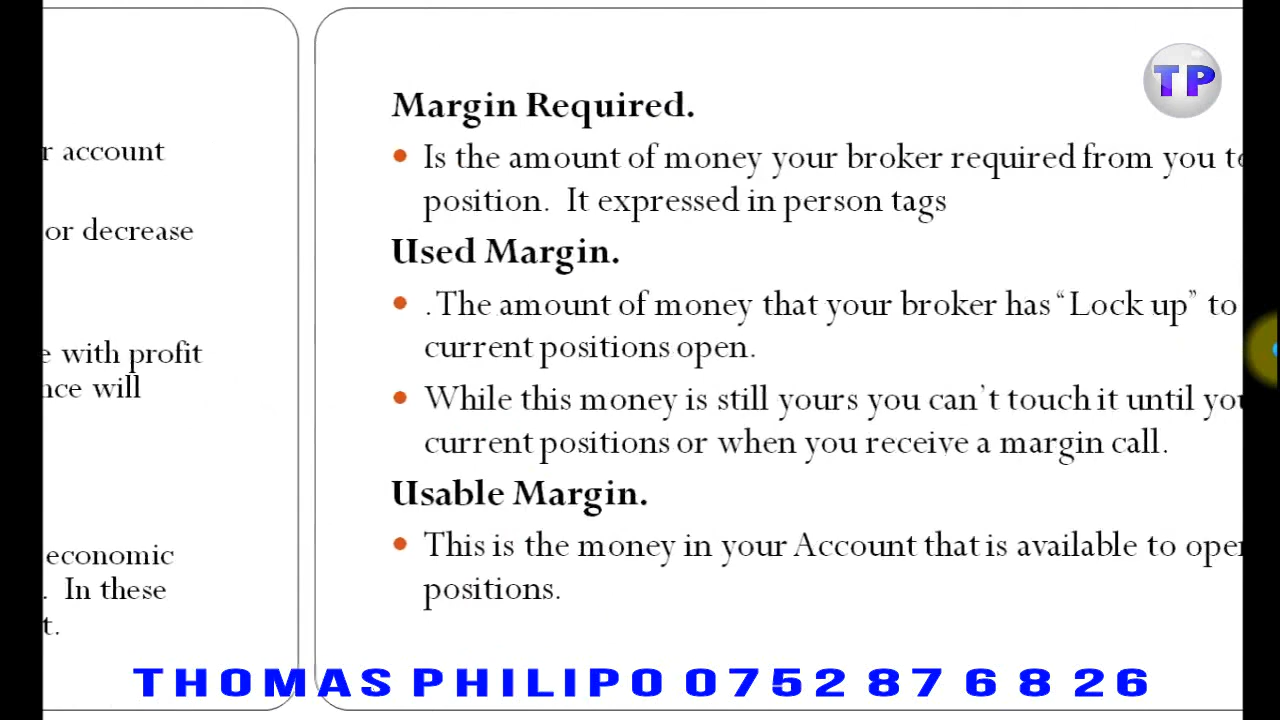 r account
or decrease
e with profit
nce will
economic
. In these
t.
TP
Margin Required.
Is the amount of money your broker required from you to
position. It expressed in person tags
Used Margin.
.The amount of money that your broker has “Lock up” to
current positions open.
While this money is still yours you can’t touch it until you
current positions or when you receive a margin call.
Usable Margin.
This is the money in your Account that is available to open
positions.
THOMAS PHILIPO 0752 87 6 8 26